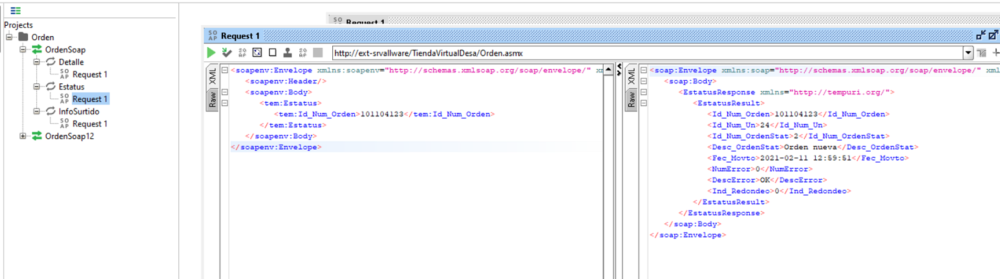 Projects
Orden
OrdenSoap
Detalle
SOAP Request 1
Estatus
SOAP Request 1
InfoSurtido
SOAP Request 1
OrdenSoap12
SO Request 1
SOAP Request 1
http://ext-srvallware/TiendaVirtualDesa/Orden.asmx
XML
Raw
<soapenv:Envelope xmlns:soapenv="http://schemas.xmlsoap.org/soap/envelope/" xm
<soapenv:Header/>
<soapenv:Body>
<tem:Estatus>
<tem:Id_Num_Orden>101104123</tem:Id_Num_Orden>
</tem:Estatus>
</soapenv:Body>
</soapenv:Envelope>
XML
Raw
<soap:Envelope xmlns:soap="http://schemas.xmlsoap.org/soap/envelope/" xml
<soap:Body>
<EstatusResponse xmlns="http://tempuri.org/">
<EstatusResult>
<Id_Num_Orden>101104123</Id_Num_Orden>
<Id_Num_Un>24</Id_Num_Un>
<Id_Num_OrdenStat>2</Id_Num_OrdenStat>
<Desc_OrdenStat>Orden nueva</Desc_OrdenStat>
<Fec_Movto>2021-02-11 12:59:51</Fec_Movto>
<NumError>0</NumError>
<DescError>OK</DescError>
<Ind_Redondeo>0</Ind_Redondeo>
</EstatusResult>
</EstatusResponse>
</soap:Body>
</soap:Envelope>